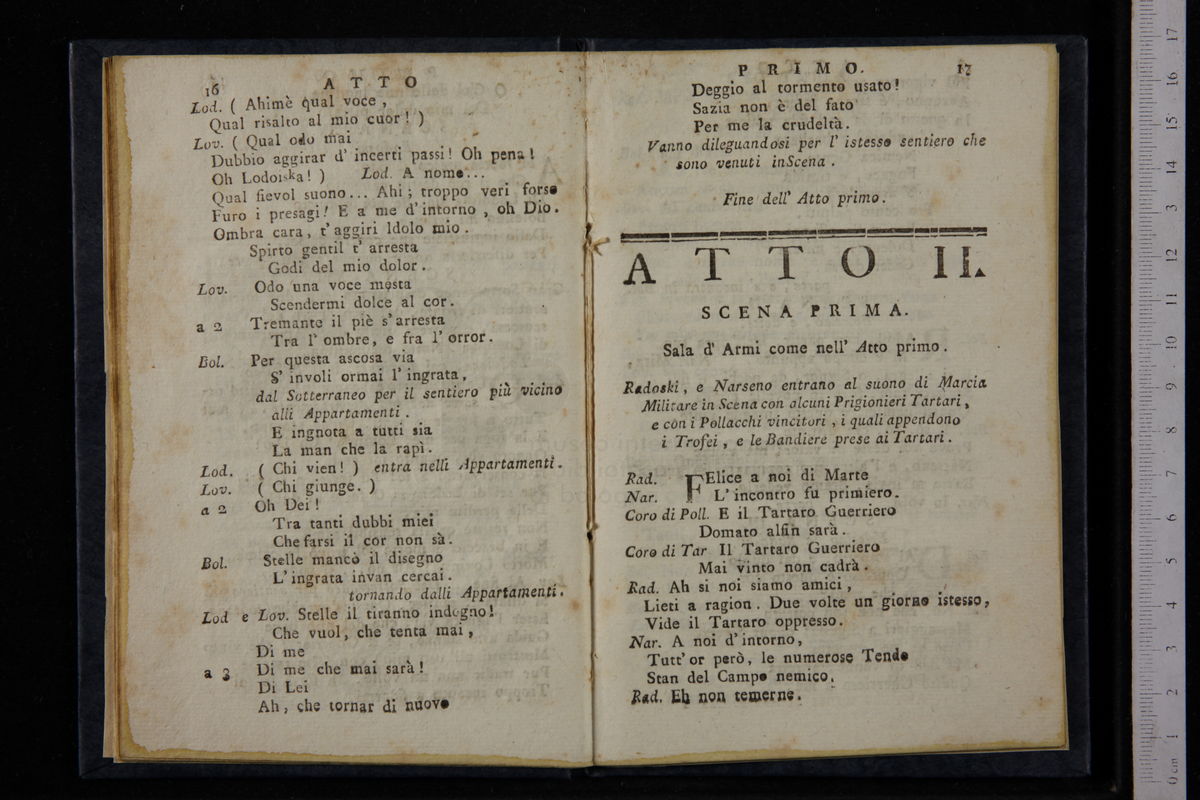 16 ATTO
Lod. ( Ahimè qual voce ,
Qual risalto al mio cuor ! )
Lov. ( Qual odo mai
Dubbio aggirar d' incerti passi ! Oh pena !
Oh Lodoiska ! ) Lod. A nome...
Qual fievol suono... Ahi ; troppo veri forse
Furo i presagi ! E a me d'intorno , oh Dio.
Ombra cara, t'aggiri Idolo mio .
Spirto gentil t' arresta
Godi del mio dolor .
Lov. Odo una voce mesta
Scendermi dolce al cor .
a 2 Tremante il piè s'arresta
Tra l' ombre, e fra l' orror .
Bol. Per questa ascosa via
S' involi ormai l'ingrata,
dal Sotterraneo per il sentiero più vicino
alli Appartamenti .
E ingnota a tutti sia
La man che la rapì.
Lod. ( Chi vien! ) entra nelli Appartamenti.
Lov. ( Chi giunge. )
a 2 Oh Dei !
Tra tanti dubbi miei
Che farsi il cor non sà.
Bol. Stelle mancò il disegno
L'ingrata invan cercai .
tornando dalli Appartamenti.
Lod e Lov. Stelle il tiranno indegno!
Che vuol, che tenta mai ,
Di me
a 3 Di me che mai sarà !
Di Lei
Ah, che tornar di nuovo
PRIMO. 17
Deggio al tormento usato !
Sazia non è del fato
Per me la crudeltà.
Vanno dileguandosi per l' istesso sentiero che
sono venuti inScena .
Fine dell' Atto primo .
ATTO II.
SCENA PRIMA.
Sala d' Armi come nell' Atto primo .
Radoski , e Narseno entrano al suono di Marcia
Militare in Scena con alcuni Prigionieri Tartari ,
e con i Pollacchi vincitori , i quali appendono
i Trofei , e le Bandiere prese ai Tartari .
Rad. FElice a noi di Marte
Nar. L'incontro fu primiero.
Coro di Poll. E il Tartaro Guerriero
Domato alfin sarà .
Coro di Tar Il Tartaro Guerriero
Mai vinto non cadrà .
Rad. Ah si noi siamo amici ,
Lieti a ragion . Due volte un giorno istesso,
Vide il Tartaro oppresso.
Nar. A noi d'intorno,
Tutt' or però, le numerose Tende
Stan del Campo nemico.
Rad. Eh non temerne.